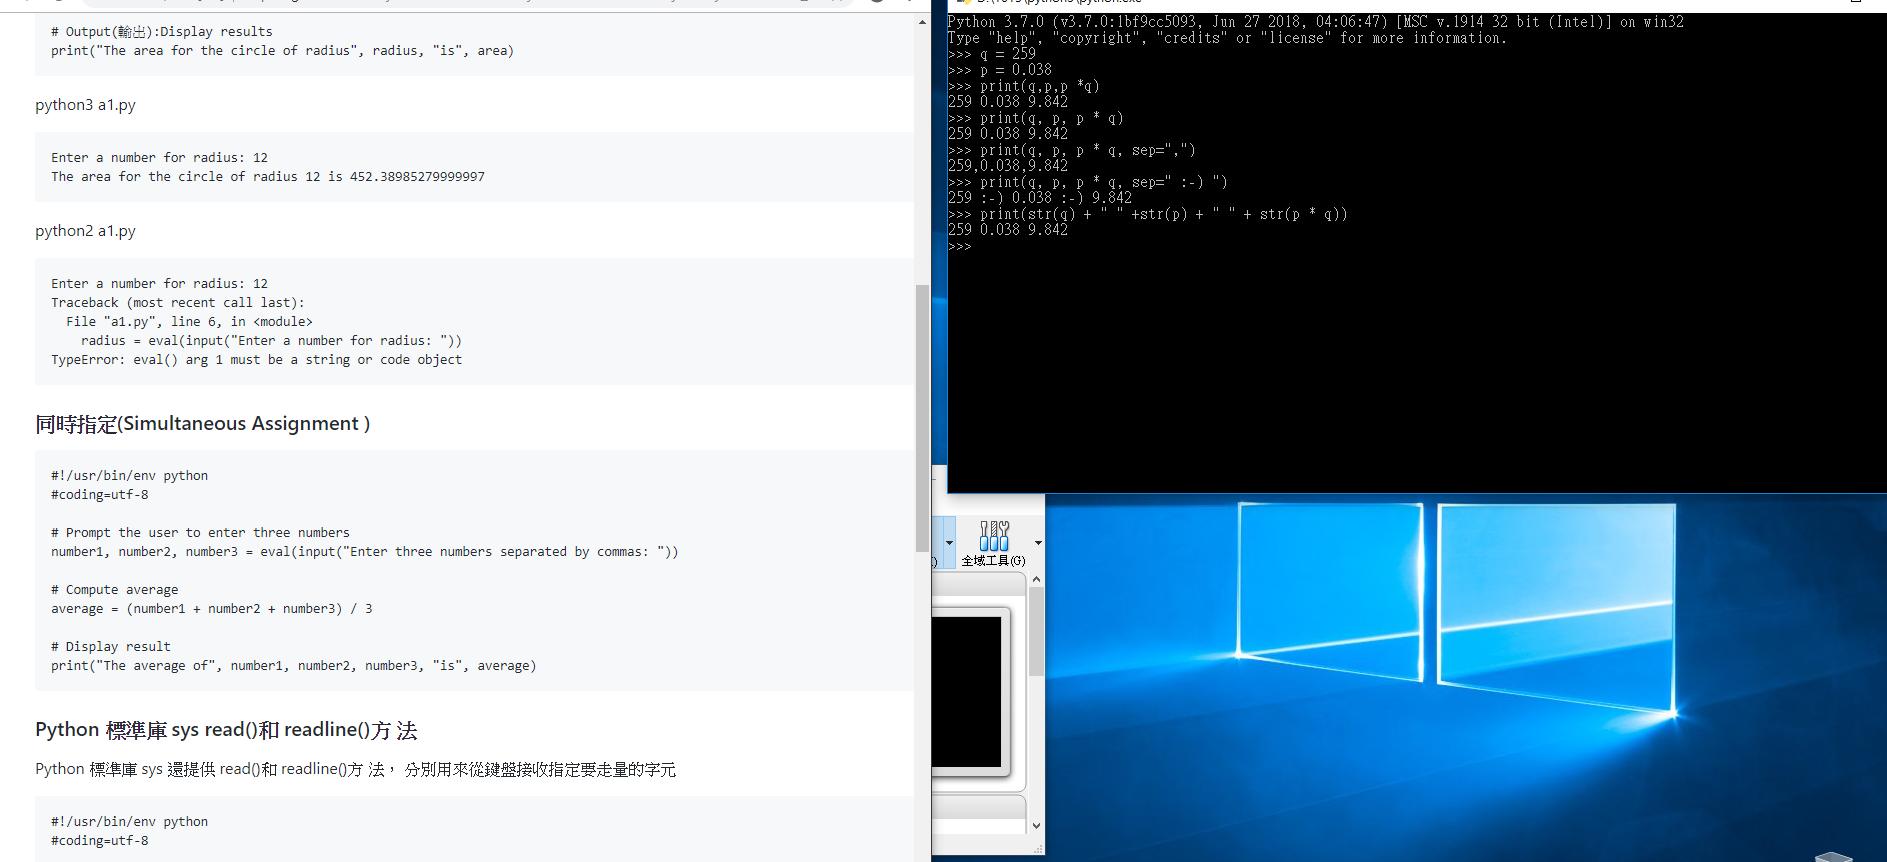 # Output(輸出):Display results
print("The area for the circle of radius", radius, "is", area)
python3 a1.py
Enter a number for radius: 12
The area for the circle of radius 12 is 452.38985279999997
python2 a1.py
Enter a number for radius: 12
Traceback (most recent call last):
  File "a1.py", line 6, in <module>
    radius = eval(input("Enter a number for radius: "))
TypeError: eval() arg 1 must be a string or code object
同時指定(Simultaneous Assignment )
#!/usr/bin/env python
#coding=utf-8
# Prompt the user to enter three numbers
number1, number2, number3 = eval(input("Enter three numbers separated by commas: "))
# Compute average
average = (number1 + number2 + number3) / 3
# Display result
print("The average of", number1, number2, number3, "is", average)
Python 標準庫 sys read()和 readline()方 法
Python 標準庫 sys 還提供 read()和 readline()方 法， 分別用來從鍵盤接收指定要走量的字元
#!/usr/bin/env python
#coding=utf-8
Python 3.7.0 (v3.7.0:1bf9cc5093, Jun 27 2018, 04:06:47) [MSC v.1914 32 bit (Intel)] on win32
Type "help", "copyright", "credits" or "license" for more information.
>>> q = 259
>>> p = 0.038
>>> print(q,p,p *q)
259 0.038 9.842
>>> print(q, p, p * q)
259 0.038 9.842
>>> print(q, p, p * q, sep=",")
259,0.038,9.842
>>> print(q, p, p * q, sep=" :-) ")
259 :-) 0.038 :-) 9.842
>>> print(str(q) + " " +str(p) + " " + str(p * q))
259 0.038 9.842
>>>
全域工具(G)